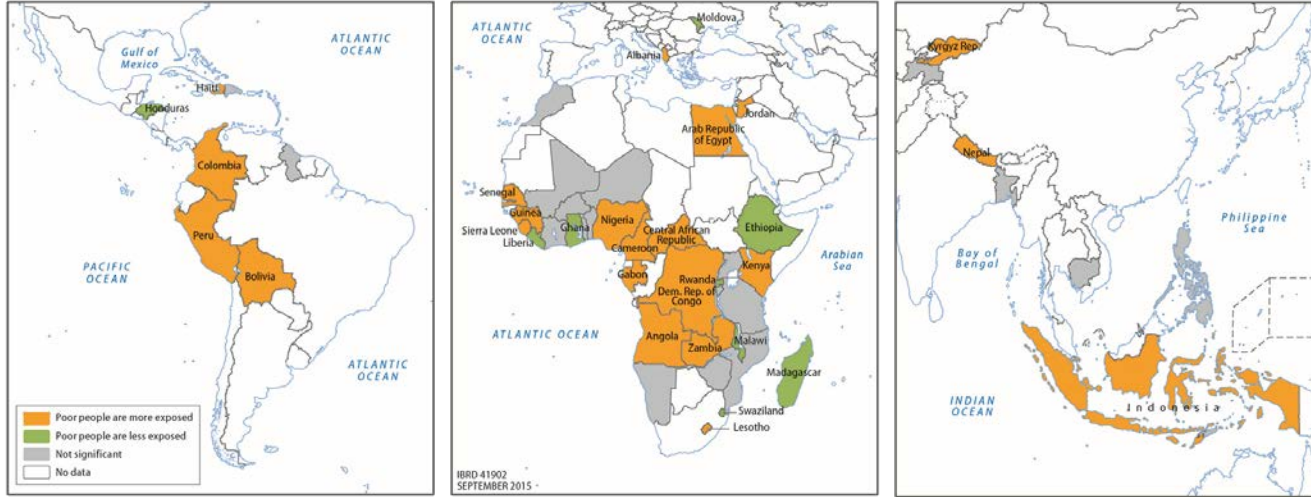 ATLANTIC
OCEAN
Gulf of
Mexico
Haiti
Honduras
Colombia
Peru
Bolivia
PACIFIC
OCEAN
ATLANTIC
OCEAN
Poor people are more exposed
Poor people are less exposed
Not significant
No data
ATLANTIC
OCEAN
Moldova
Albania
Jordan
Arab Republic
of Egypt
Senegal
Guinea
Sierra Leone
Liberia
Ghana
Nigeria
Central African
Republic
Cameroon
Ethiopia
Arabian
Sea
Gabon
Rwanda
Kenya
Dem. Rep. of
Congo
ATLANTIC OCEAN
Angola
Zambia
Malawi
Madagascar
Swaziland
Lesotho
IBRD 41902
SEPTEMBER 2015
Kyrgyz Rep.
Nepal
Philippine
Sea
Bay of
Bengal
INDIAN
OCEAN
Indonesia